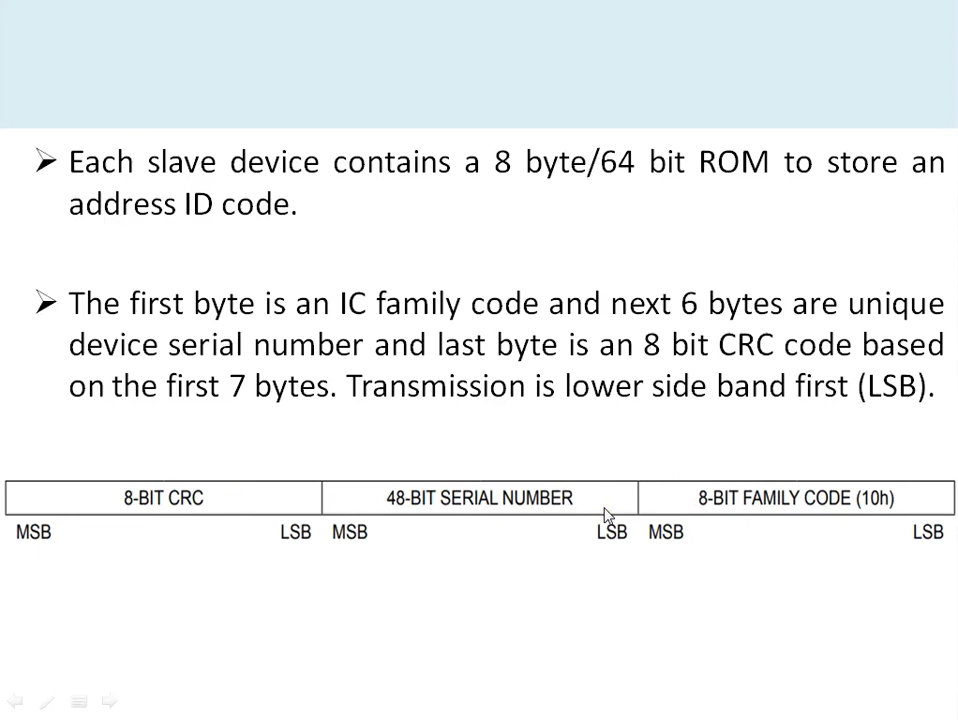 Each slave device contains a 8 byte/64 bit ROM to store an
address ID code.
The first byte is an IC family code and next 6 bytes are unique
device serial number and last byte is an 8 bit CRC code based
on the first 7 bytes. Transmission is lower side band first (LSB).
8-BIT CRC 48-BIT SERIAL NUMBER 8-BIT FAMILY CODE (10h)
MSB LSB MSB LSB MSB LSB